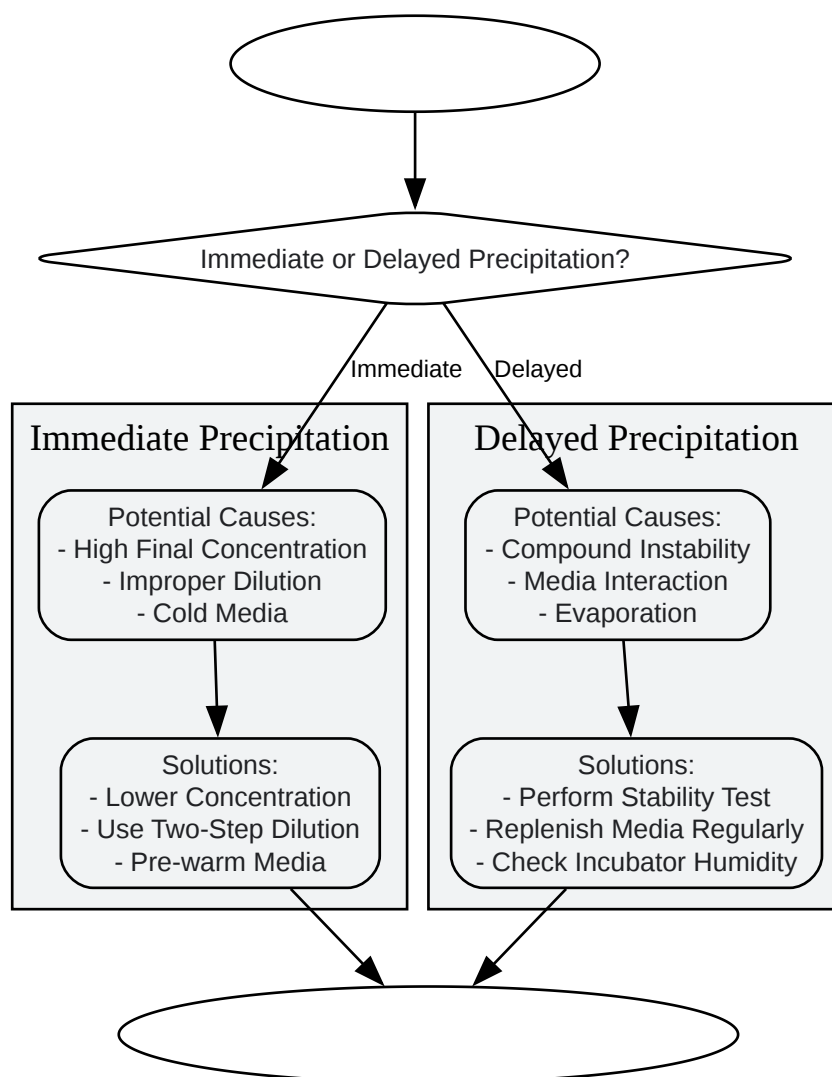 Immediate or Delayed Precipitation?
Immediate
Delayed
Immediate Precipitation
Potential Causes:
- High Final Concentration
- Improper Dilution
- Cold Media
Solutions:
- Lower Concentration
- Use Two-Step Dilution
- Pre-warm Media
Delayed Precipitation
Potential Causes:
- Compound Instability
- Media Interaction
- Evaporation
Solutions:
- Perform Stability Test
- Replenish Media Regularly
- Check Incubator Humidity